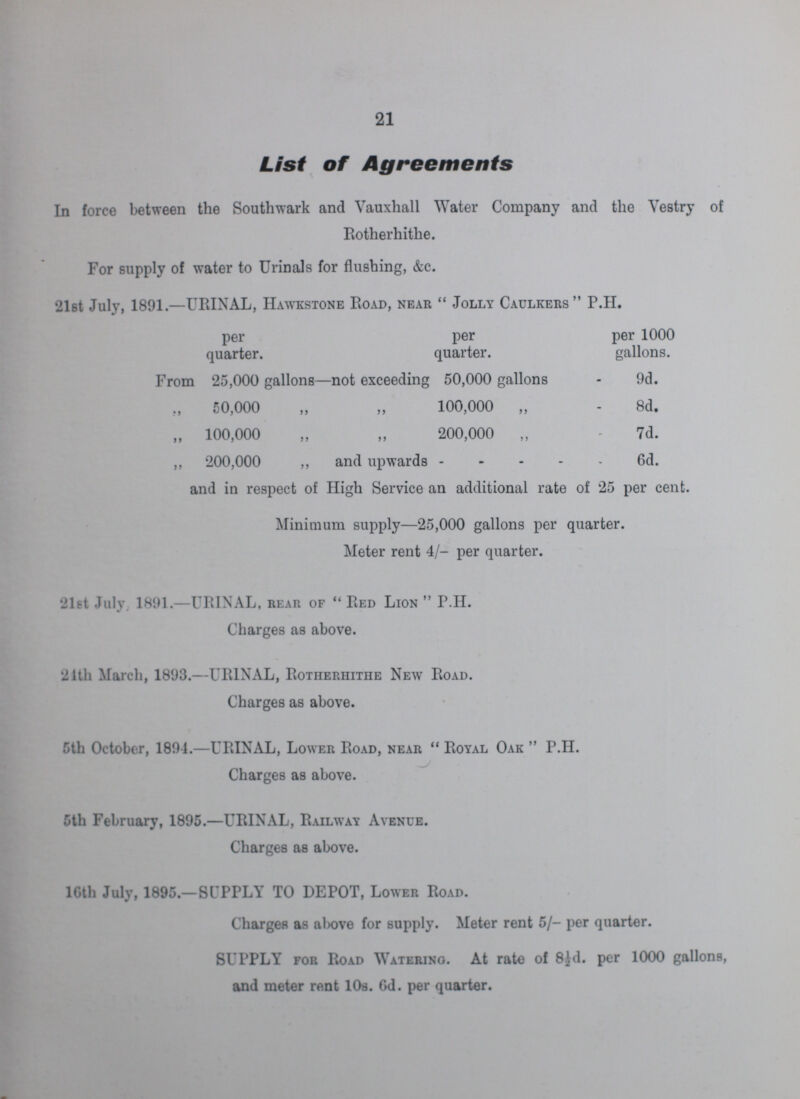 21
List of Agreements
In force between the Southwark and Vauxhall Water Company and the Vestry of
Rotherhithe.
For supply of water to Urinals for flushing, &c.
21st July, 1891.—URINAL, Hawkstone Road, near “ Jolly Caulkers ” P.H.
per per per 1000
quarter. quarter. gallons.
From 25,000 gallons—not exceeding 50,000 gallons - 9d.
„ 50,000 „ „ 100,000 „ - 8d.
„ 100,000 „ „ 200,000 „ - 7d.
„ 200,000 „ and upwards - - - - - 6d.
and in respect of High Service an additional rate of 25 per cent.
Minimum supply—25,000 gallons per quarter.
Meter rent 4/- per quarter.
21st July, 1891.—URINAL, rear of “ Red Lion ” P.H.
Charges as above.
24th March, 1893.—URINAL, Rotherhithe New Road.
Charges as above.
5th October, 1894.—URINAL, Lower Road, near “ Royal Oak ” P.H.
Charges as above.
5th February, 1895.—URINAL, Railway Avenue.
Charges as above.
16th July, 1895.—SUPPLY TO DEPOT, Lower Road.
Charges as above for supply. Meter rent 5/- per quarter.
SUPPLY for Road Watering. At rate of 8½d. per 1000 gallons,
and meter rent 10s. 6d. per quarter.